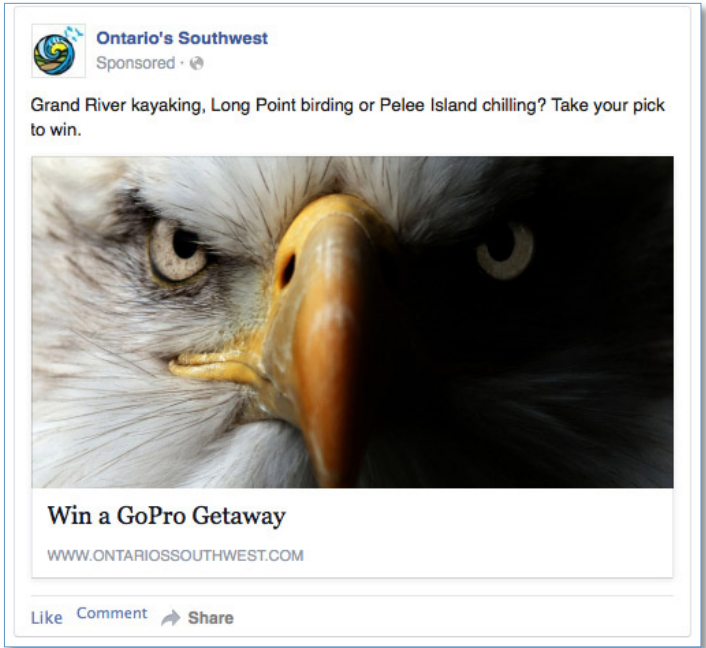 Ontario's Southwest
Sponsored ·
Grand River kayaking, Long Point birding or Pelee Island chilling? Take your pick
to win.
Win a GoPro Getaway
WWW.ONTARIOSSOUTHWEST.COM
Like Comment Share